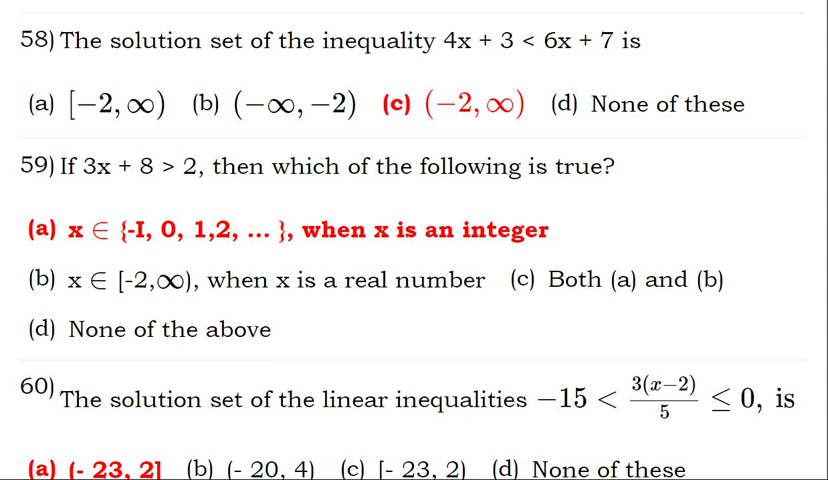 58) The solution set of the inequality 4x + 3 < 6x + 7 is
(a) [−2, ∞) (b) (−∞, −2) (c) (−2, ∞) (d) None of these
59) If 3x + 8 > 2, then which of the following is true?
(a) x ∈ {-I, 0, 1,2, ... }, when x is an integer
(b) x ∈ [-2,∞), when x is a real number (c) Both (a) and (b)
(d) None of the above
60) The solution set of the linear inequalities −15 < 3(x−2)/5 ≤ 0, is
(a) (- 23, 2] (b) (- 20, 4) (c) [- 23, 2) (d) None of these